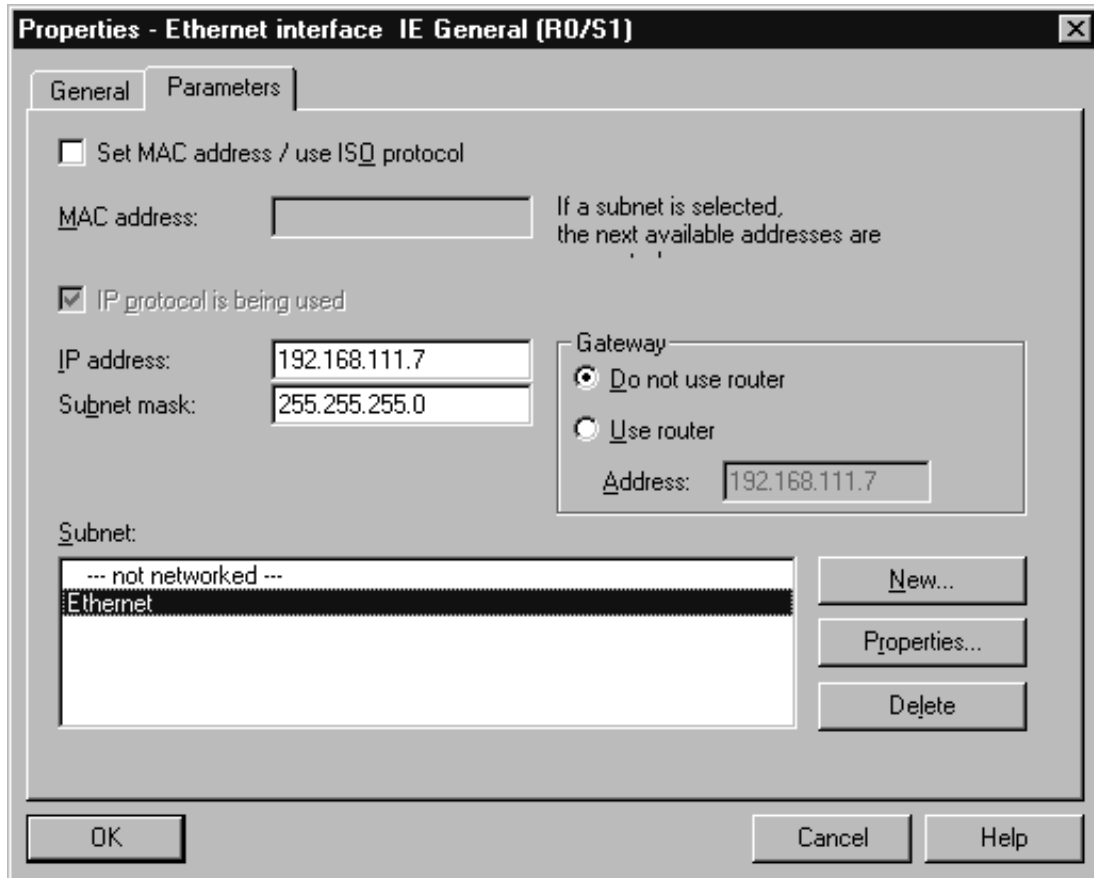 Properties - Ethernet interface IE General (R0/S1)
General Parameters
Set MAC address / use ISO protocol
MAC address:
If a subnet is selected,
the next available addresses are
IP protocol is being used
IP address: 192.168.111.7
Subnet mask: 255.255.255.0
Gateway
Do not use router
Use router
Address: 192.168.111.7
Subnet:
--- not networked ---
Ethernet
New...
Properties...
Delete
OK Cancel Help